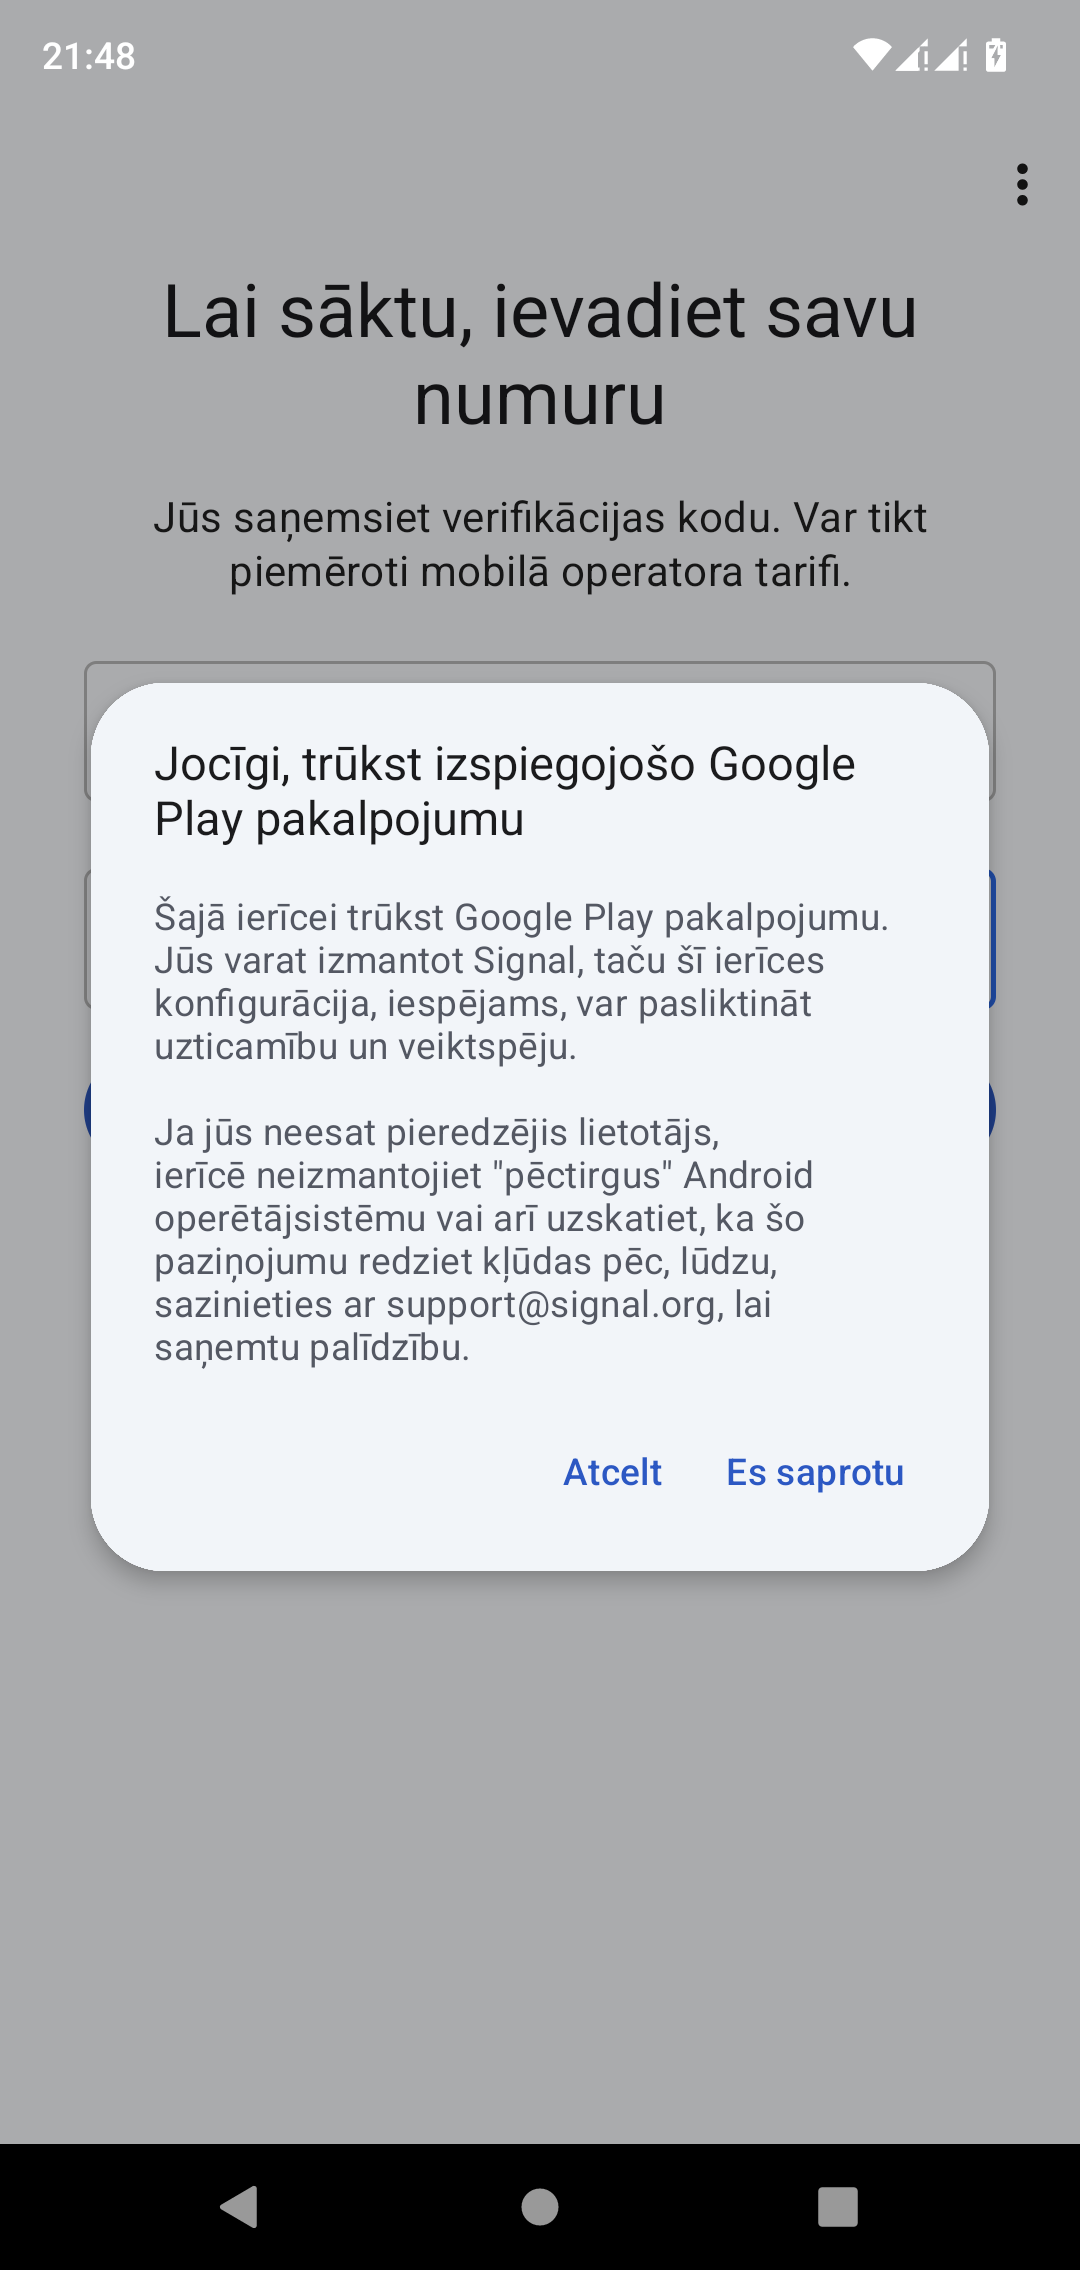 21:48
Lai sāktu, ievadiet savu
numuru
Jūs saņemsiet verifikācijas kodu. Var tikt
piemēroti mobilā operatora tarifi.
Jocīgi, trūkst izspiegojošo Google
Play pakalpojumu
Šajā ierīcei trūkst Google Play pakalpojumu.
Jūs varat izmantot Signal, taču šī ierīces
konfigurācija, iespējams, var pasliktināt
uzticamību un veiktspēju.
Ja jūs neesat pieredzējis lietotājs,
ierīcē neizmantojiet "pēctirgus" Android
operētājsistēmu vai arī uzskatiet, ka šo
paziņojumu redziet kļūdas pēc, lūdzu,
sazinieties ar support@signal.org, lai
saņemtu palīdzību.
Atcelt Es saprotu